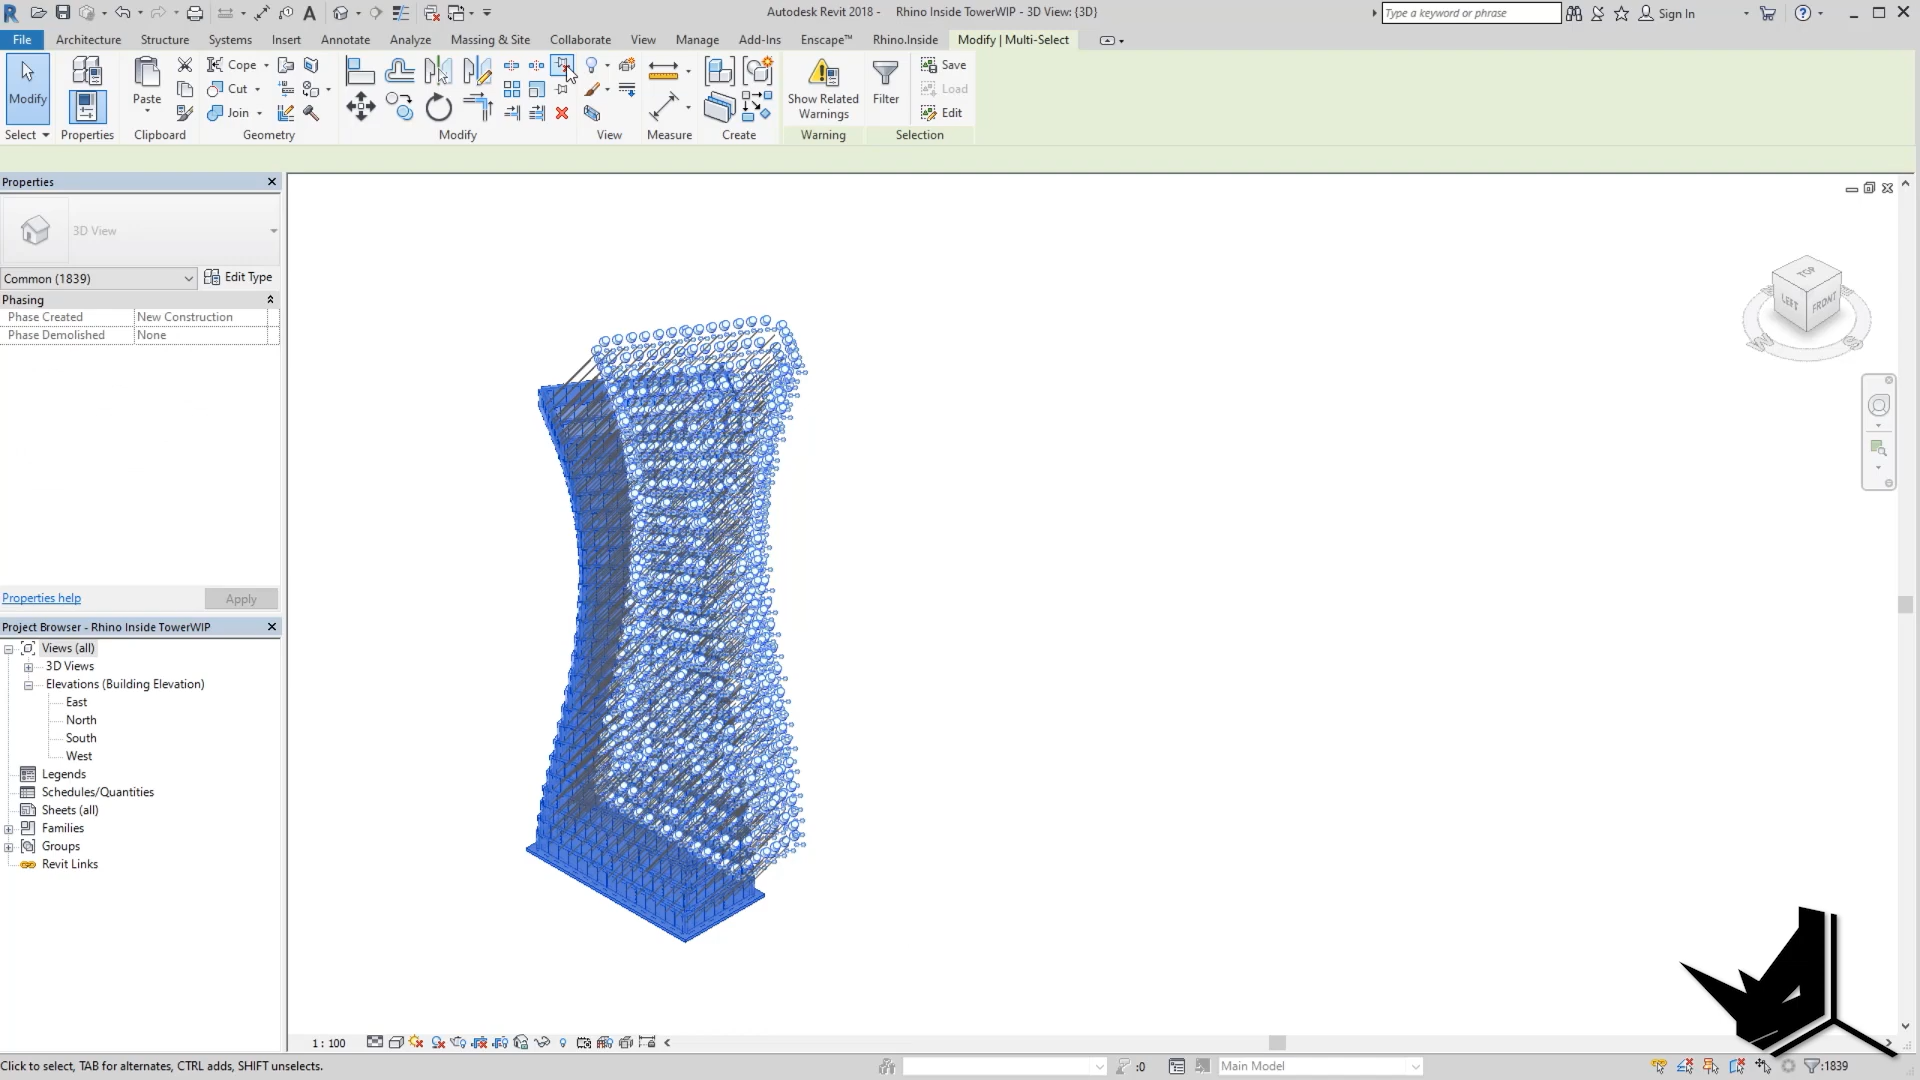 Autodesk Revit 2018 - Rhino Inside TowerWIP - 3D View: {3D}
Type a keyword or phrase
Sign In
File Architecture Structure Systems Insert Annotate Analyze Massing & Site Collaborate View Manage Add-Ins Enscape™ Rhino.Inside Modify | Multi-Select
Modify
Paste
Cope
Cut
Join
Show Related Warnings
Filter
Save
Load
Edit
Select Properties Clipboard Geometry Modify View Measure Create Warning Selection
Properties
3D View
Common (1839) Edit Type
Phasing
Phase Created New Construction
Phase Demolished None
Properties help Apply
Project Browser - Rhino Inside TowerWIP
Views (all)
3D Views
Elevations (Building Elevation)
East
North
South
West
Legends
Schedules/Quantities
Sheets (all)
Families
Groups
Revit Links
TOP
LEFT
FRONT
W
S
1 : 100
Click to select, TAB for alternates, CTRL adds, SHIFT unselects.
:0
Main Model
:1839